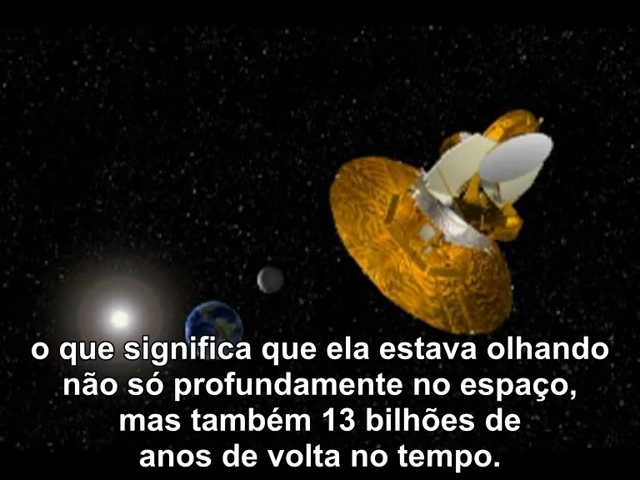 o que significa que ela estava olhando
não só profundamente no espaço,
mas também 13 bilhões de
anos de volta no tempo.